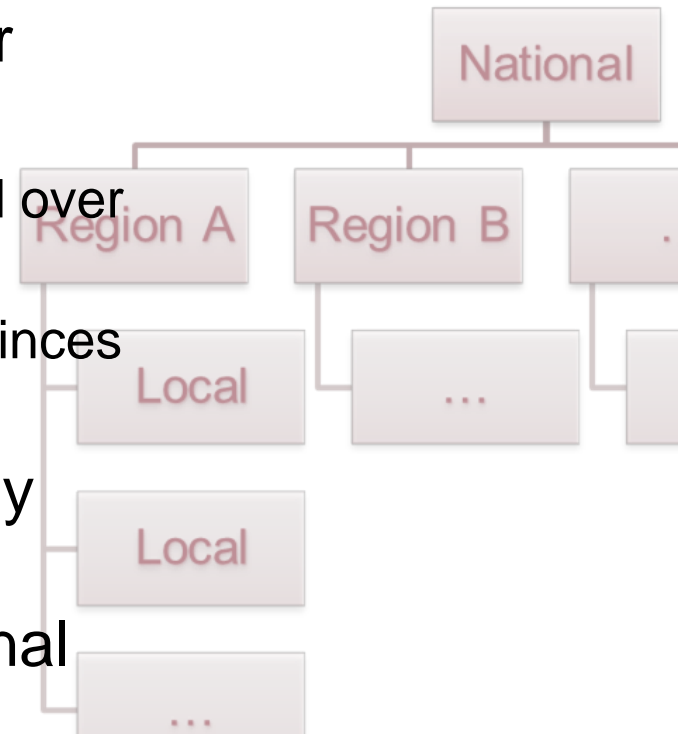 r
National
l over
Region A
Region B
.
inces
Local
…
y
Local
nal
…